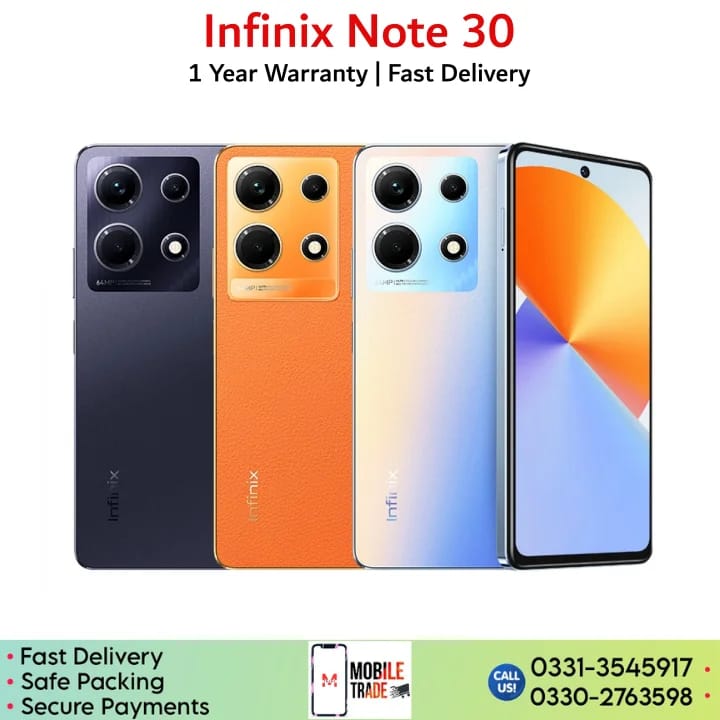 Infinix Note 30
1 Year Warranty | Fast Delivery
64MP
Infinix
Infinix
Infinix
• Fast Delivery
• Safe Packing
• Secure Payments
M
MOBILE
TRADE
CALL
US!
0331-3545917
0330-2763598